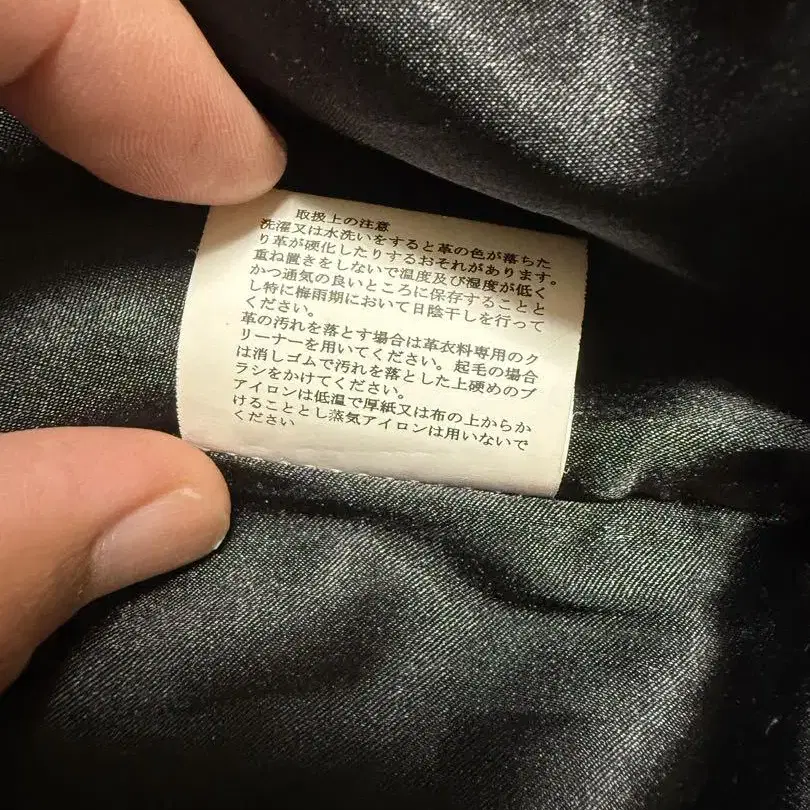 取扱上の注意
洗濯又は水洗いをすると革の色が落ちた
り革が硬化したりするおそれがあります。
重ね置きをしないで温度及び湿度が低く
かつ通気の良いところに保存することと
し特に梅雨期において日陰干しを行って
ください。
革の汚れを落とす場合は革衣料専用のク
リーナーを用いてください。起毛の場合
は消しゴムで汚れを落とした上硬めのブ
ラシをかけてください。
アイロンは低温で厚紙又は布の上からか
けることとし蒸気アイロンは用いないで
ください